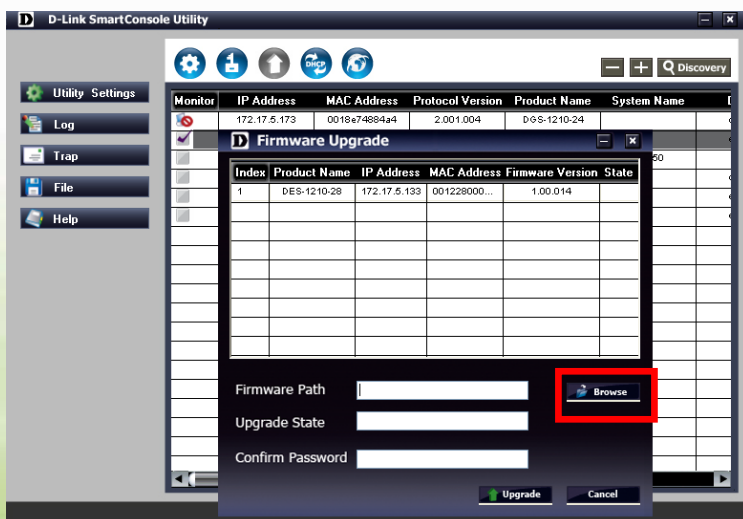 D D-Link SmartConsole Utility
DHCP
Discovery
Utility Settings
Log
Trap
File
Help
Monitor IP Address MAC Address Protocol Version Product Name System Name D
172.17.5.173 0018e74884a4 2.001.004 DGS-1210-24
50
D Firmware Upgrade
Index Product Name IP Address MAC Address Firmware Version State
1 DES-1210-28 172.17.5.133 001228000... 1.00.014
Firmware Path
Browse
Upgrade State
Confirm Password
Upgrade Cancel